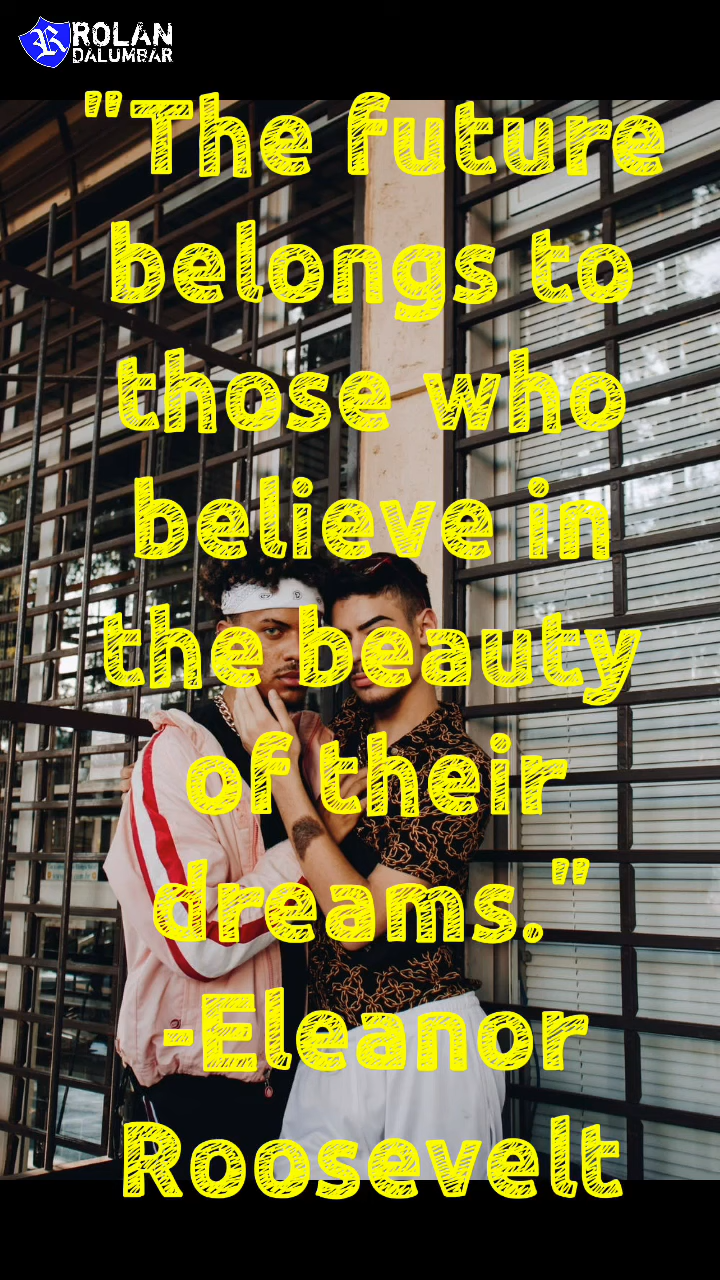 ROLAN
DALUMBAR
"The future
belongs to
those who
believe in
the beauty
of their
dreams."
-Eleanor
Roosevelt